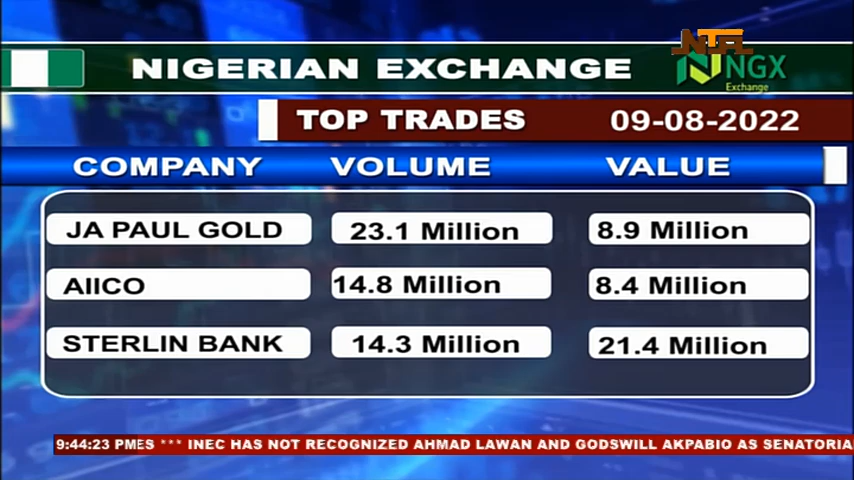 NTA
NIGERIAN EXCHANGE
NGX
Exchange
TOP TRADES 09-08-2022
COMPANY VOLUME VALUE
JA PAUL GOLD 23.1 Million 8.9 Million
AIICO 14.8 Million 8.4 Million
STERLIN BANK 14.3 Million 21.4 Million
9:44:23 PMES *** INEC HAS NOT RECOGNIZED AHMAD LAWAN AND GODSWILL AKPABIO AS SENATORIA